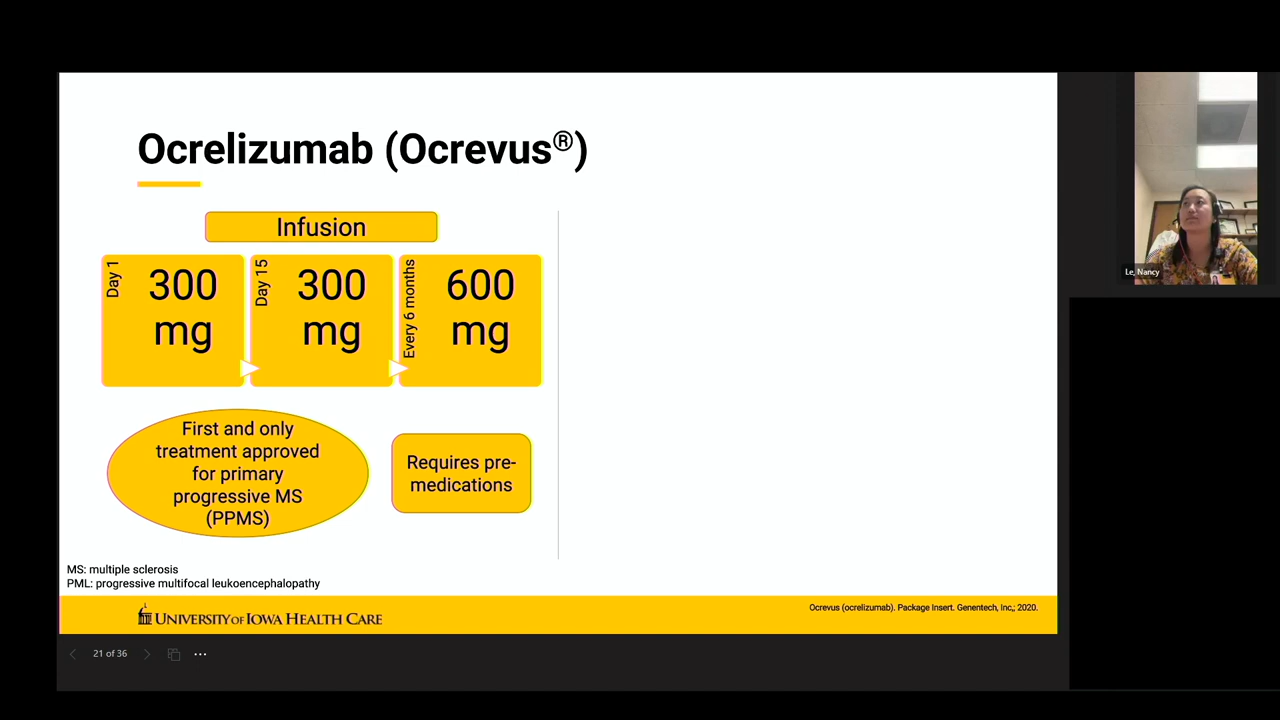 Ocrelizumab (Ocrevus®)
Infusion
Day 1
300
mg
Day 15
300
mg
Every 6 months
600
mg
First and only
treatment approved
for primary
progressive MS
(PPMS)
Requires pre-
medications
MS: multiple sclerosis
PML: progressive multifocal leukoencephalopathy
UNIVERSITY OF IOWA HEALTH CARE
Ocrevus (ocrelizumab). Package Insert. Genentech, Inc,; 2020.
21 of 36
Le, Nancy